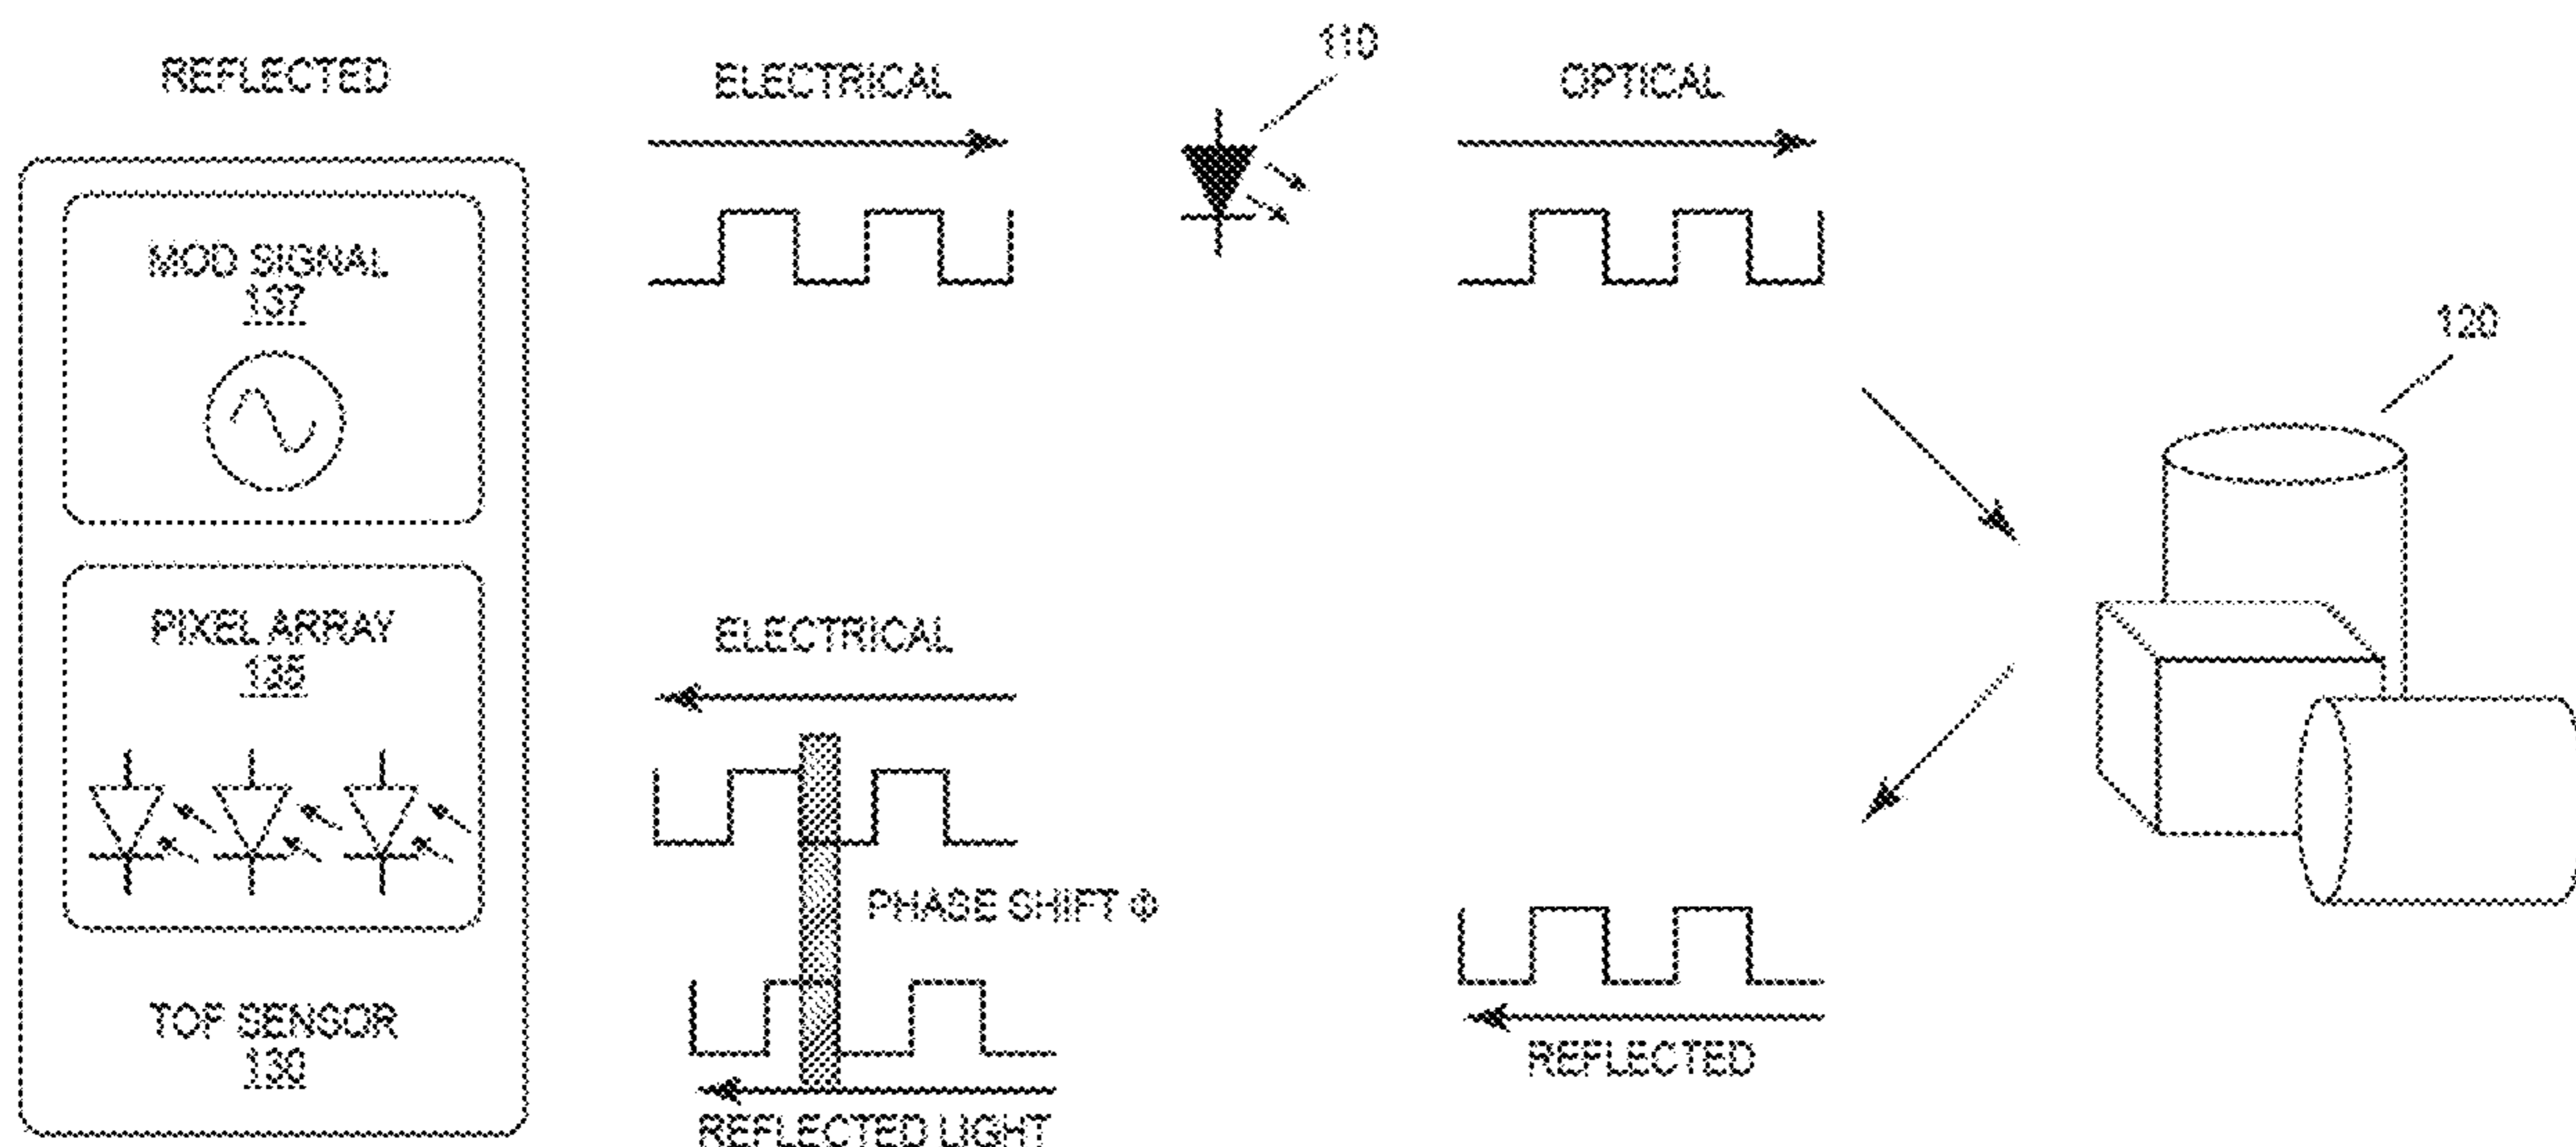 REFLECTED
ELECTRICAL
110
OPTICAL
MOD SIGNAL
137
120
PIXEL ARRAY
135
ELECTRICAL
PHASE SHIFT Φ
TOF SENSOR
130
REFLECTED
REFLECTED LIGHT